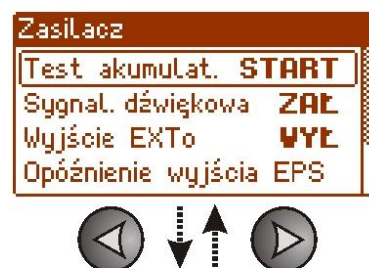 Zasilacz
Test akumulat. START
Sygnal. dźwiękowa ZAŁ
Wyjście EXTo WYŁ
Opóźnienie wyjścia EPS